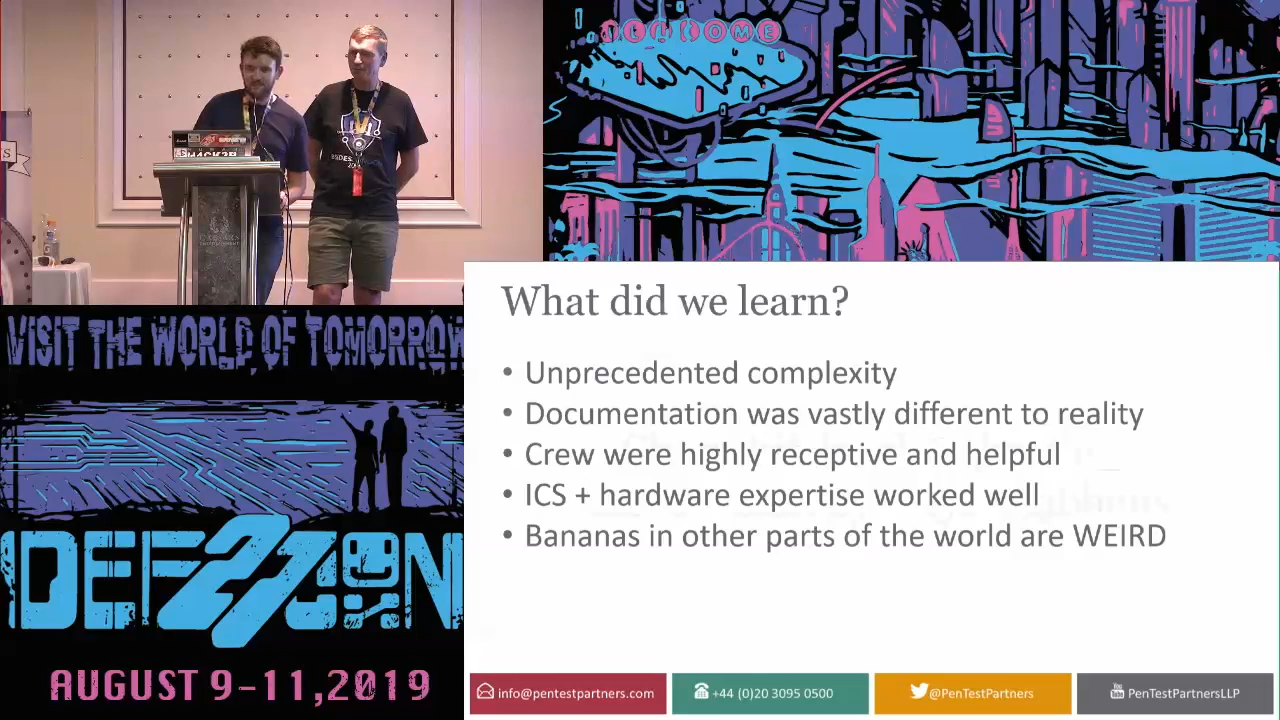 WELCOME
VISIT THE WORLD OF TOMORROW
DEF27CON
AUGUST 9-11,2019
What did we learn?
• Unprecedented complexity
• Documentation was vastly different to reality
• Crew were highly receptive and helpful
• ICS + hardware expertise worked well
• Bananas in other parts of the world are WEIRD
info@pentestpartners.com
+44 (0)20 3095 0500
@PenTestPartners
PenTestPartnersLLP